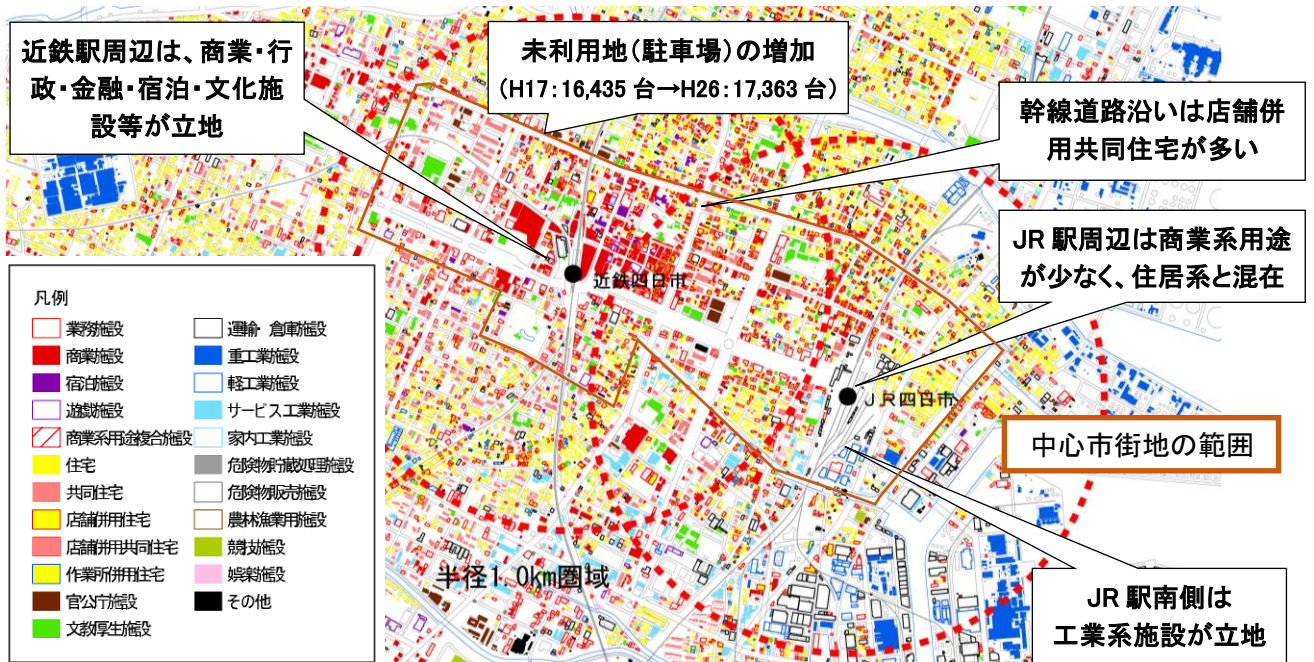 近鉄駅周辺は、商業・行
政・金融・宿泊・文化施
設等が立地
未利用地（駐車場）の増加
（H17：16,435 台→H26：17,363 台）
幹線道路沿いは店舗併
用共同住宅が多い
JR 駅周辺は商業系用途
が少なく、住居系と混在
近鉄四日市
JR四日市
中心市街地の範囲
半径1.0km圏域
JR 駅南側は
工業系施設が立地
凡例
業務施設
商業施設
宿泊施設
遊戯施設
商業系用途複合施設
住宅
共同住宅
店舗併用住宅
店舗併用共同住宅
作業所併用住宅
官公庁施設
文教厚生施設
運輸 倉庫施設
重工業施設
軽工業施設
サービス工業施設
家内工業施設
危険物貯蔵処理施設
危険物販売施設
農林漁業用施設
競技施設
娯楽施設
その他